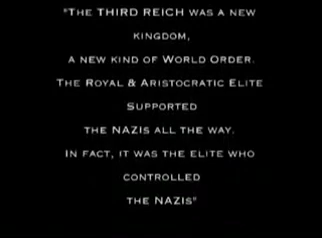 "The THIRD REICH was a new
kingdom,
a new kind of World Order.
The Royal & Aristocratic Elite
Supported
the NAZIs all the way.
In fact, it was the elite who
controlled
the NAZIs"